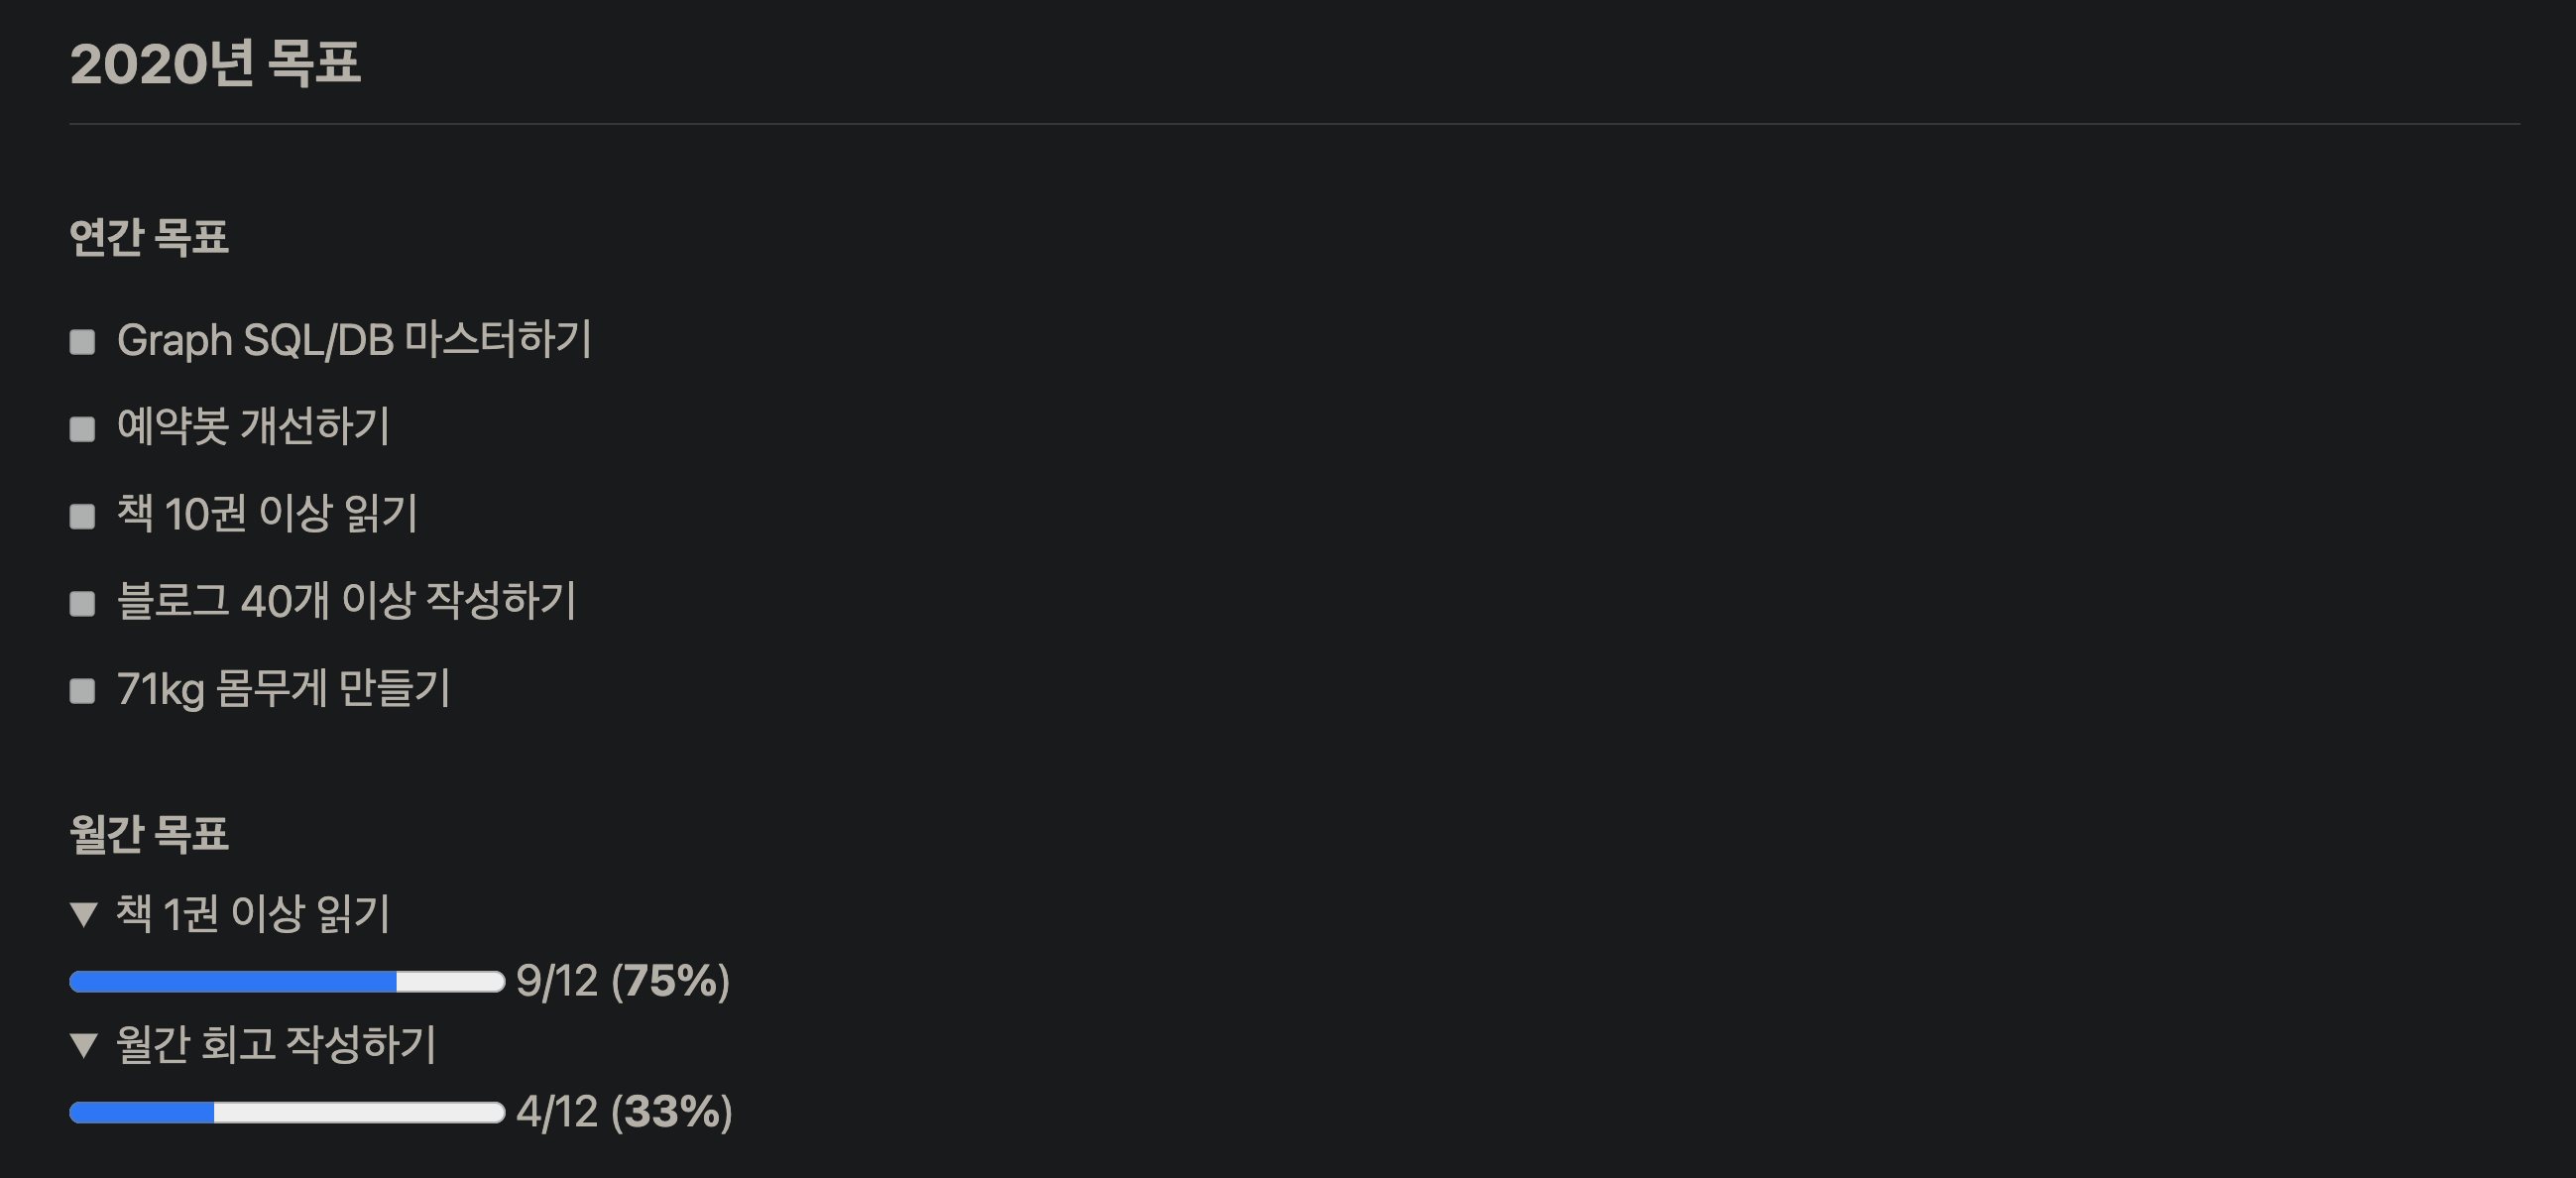 2020년 목표
연간 목표
Graph SQL/DB 마스터하기
예약봇 개선하기
책 10권 이상 읽기
블로그 40개 이상 작성하기
71kg 몸무게 만들기
월간 목표
▼ 책 1권 이상 읽기
9/12 (75%)
▼ 월간 회고 작성하기
4/12 (33%)